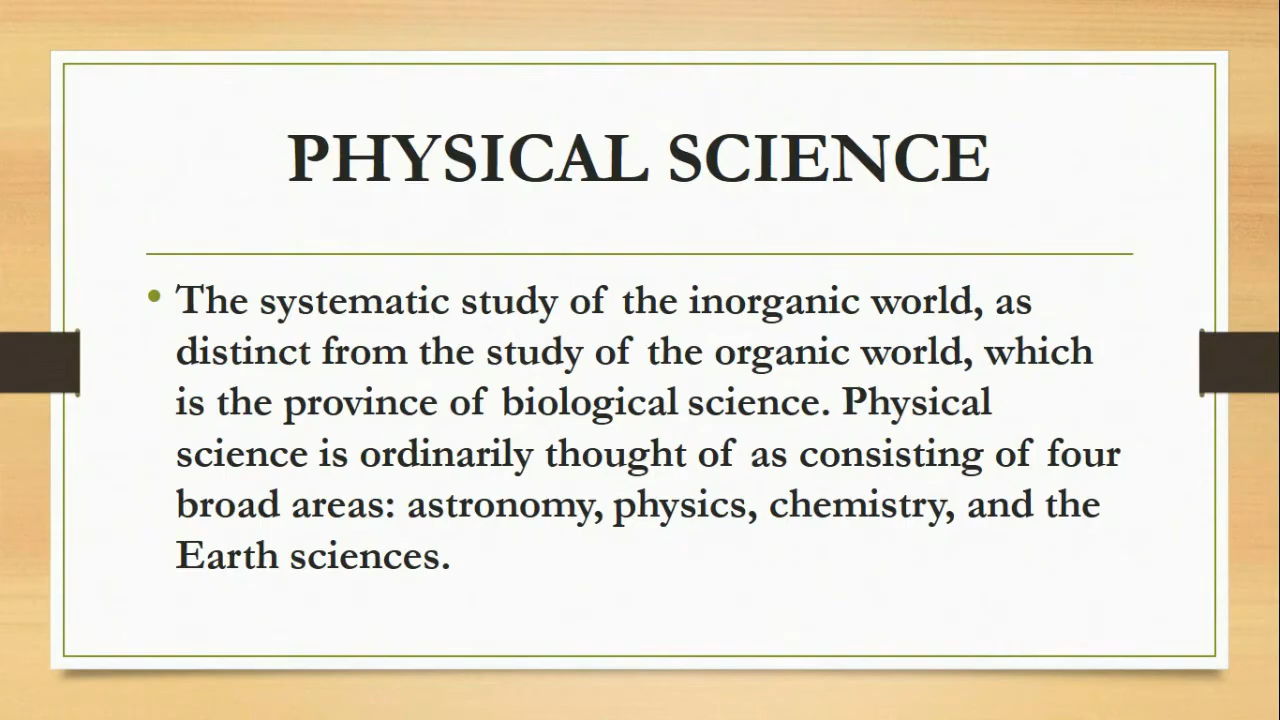 PHYSICAL SCIENCE
• The systematic study of the inorganic world, as
distinct from the study of the organic world, which
is the province of biological science. Physical
science is ordinarily thought of as consisting of four
broad areas: astronomy, physics, chemistry, and the
Earth sciences.